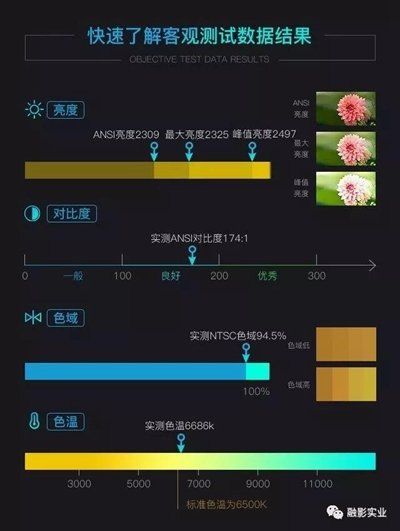 快速了解客观测试数据结果
OBJECTIVE TEST DATA RESULTS
亮度
ANSI亮度2309 最大亮度2325 峰值亮度2497
ANSI
亮度
最大
亮度
峰值
亮度
对比度
实测ANSI对比度174:1
0 一般 100 良好 200 优秀 300
色域
实测NTSC色域94.5%
100%
色域低
色域高
色温
实测色温6686k
3000 5000 7000 9000 11000
标准色温为6500K
融影实业